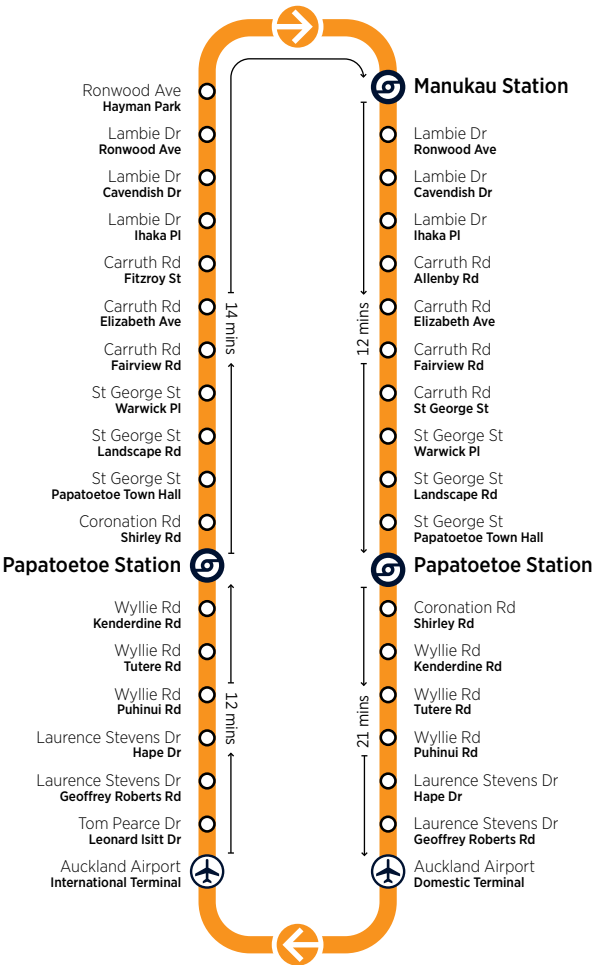 Ronwood Ave
Hayman Park
Lambie Dr
Ronwood Ave
Lambie Dr
Cavendish Dr
Lambie Dr
Ihaka Pl
Carruth Rd
Fitzroy St
Carruth Rd
Elizabeth Ave
Carruth Rd
Fairview Rd
St George St
Warwick Pl
St George St
Landscape Rd
St George St
Papatoetoe Town Hall
Coronation Rd
Shirley Rd
Papatoetoe Station
Wyllie Rd
Kenderdine Rd
Wyllie Rd
Tutere Rd
Wyllie Rd
Puhinui Rd
Laurence Stevens Dr
Hape Dr
Laurence Stevens Dr
Geoffrey Roberts Rd
Tom Pearce Dr
Leonard Isitt Dr
Auckland Airport
International Terminal
14 mins
12 mins
12 mins
21 mins
Manukau Station
Lambie Dr
Ronwood Ave
Lambie Dr
Cavendish Dr
Lambie Dr
Ihaka Pl
Carruth Rd
Allenby Rd
Carruth Rd
Elizabeth Ave
Carruth Rd
Fairview Rd
Carruth Rd
St George St
St George St
Warwick Pl
St George St
Landscape Rd
St George St
Papatoetoe Town Hall
Papatoetoe Station
Coronation Rd
Shirley Rd
Wyllie Rd
Kenderdine Rd
Wyllie Rd
Tutere Rd
Wyllie Rd
Puhinui Rd
Laurence Stevens Dr
Hape Dr
Laurence Stevens Dr
Geoffrey Roberts Rd
Auckland Airport
Domestic Terminal